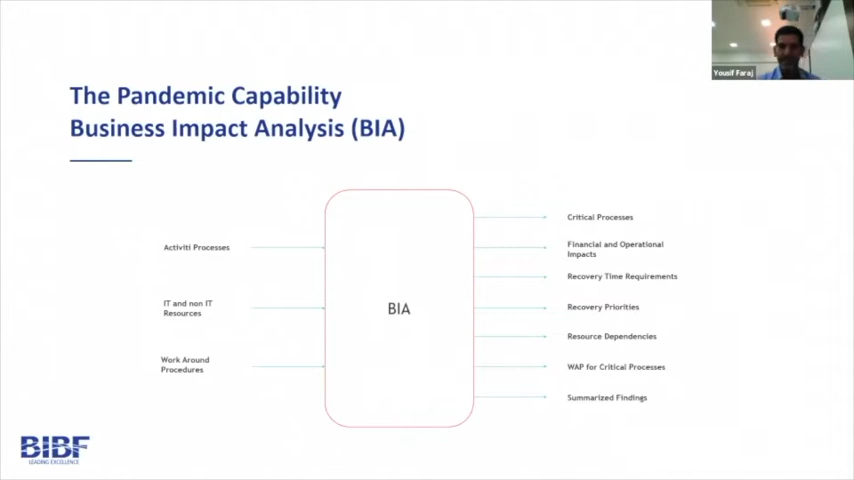 Yousif Faraj
The Pandemic Capability
Business Impact Analysis (BIA)
Activiti Processes
IT and non IT
Resources
Work Around
Procedures
BIA
Critical Processes
Financial and Operational
Impacts
Recovery Time Requirements
Recovery Priorities
Resource Dependencies
WAP for Critical Processes
Summarized Findings
BIBF
LEADING EXCELLENCE